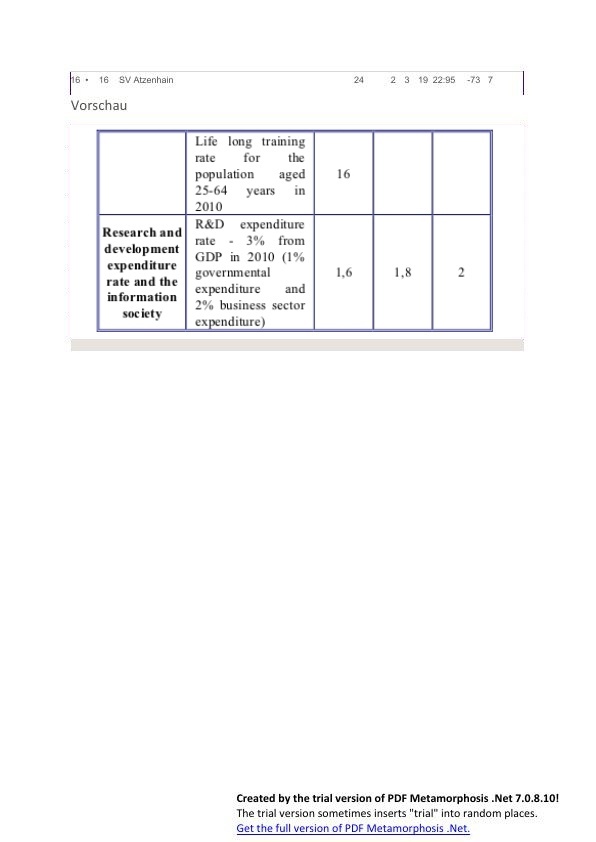 16 • 16 SV Atzenhain 24 2 3 19 22:95 -73 7
Vorschau
Life long training
rate for the
population aged
25-64 years in
2010
16
Research and
development
expenditure
rate and the
information
society
R&D expenditure
rate - 3% from
GDP in 2010 (1%
governmental
expenditure and
2% business sector
expenditure)
1,6
1,8
2
Created by the trial version of PDF Metamorphosis .Net 7.0.8.10!
The trial version sometimes inserts "trial" into random places.
Get the full version of PDF Metamorphosis .Net.